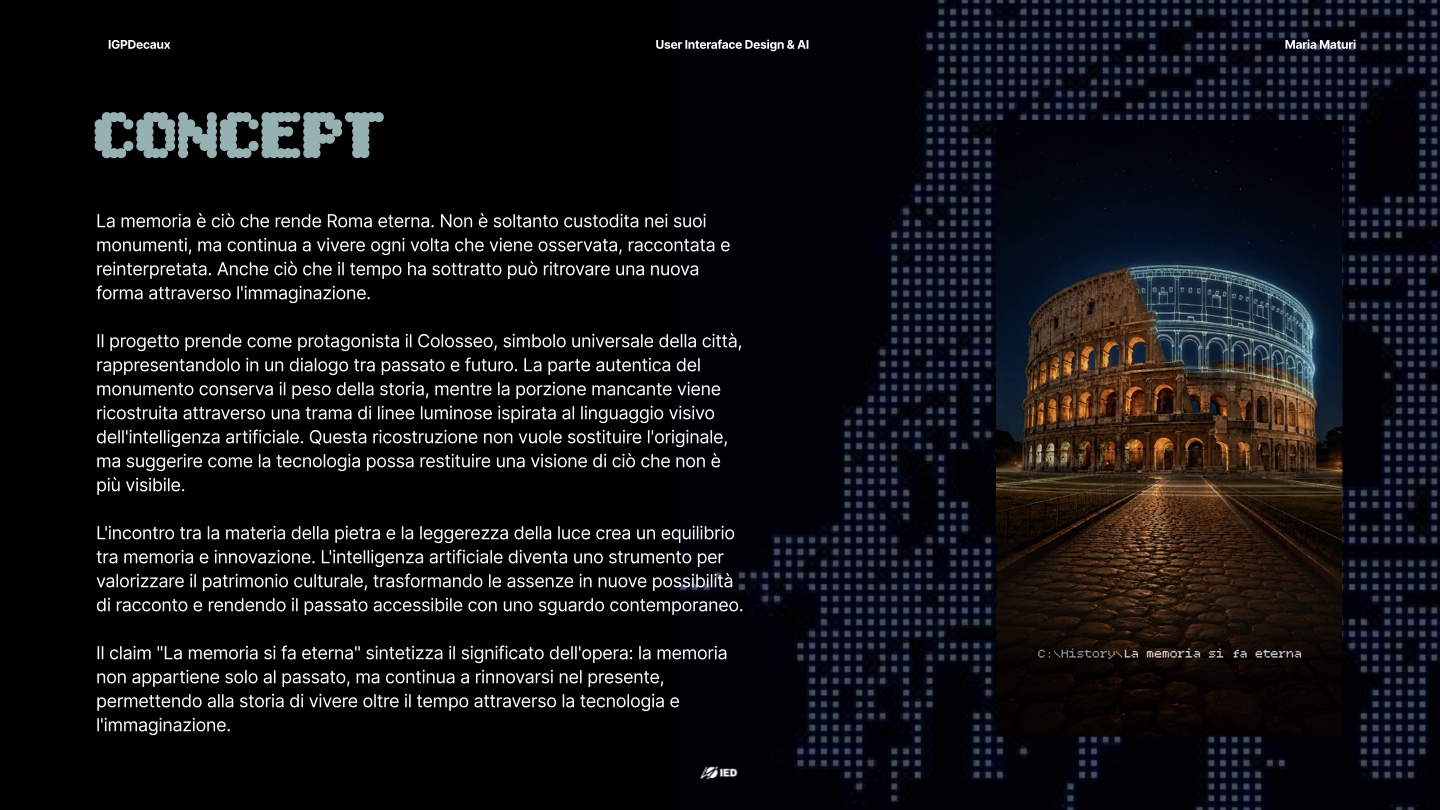 IGPDecaux
User Interaface Design & AI
Maria Maturi
CONCEPT
La memoria è ciò che rende Roma eterna. Non è soltanto custodita nei suoi
monumenti, ma continua a vivere ogni volta che viene osservata, raccontata e
reinterpretata. Anche ciò che il tempo ha sottratto può ritrovare una nuova
forma attraverso l'immaginazione.
Il progetto prende come protagonista il Colosseo, simbolo universale della città,
rappresentandolo in un dialogo tra passato e futuro. La parte autentica del
monumento conserva il peso della storia, mentre la porzione mancante viene
ricostruita attraverso una trama di linee luminose ispirata al linguaggio visivo
dell'intelligenza artificiale. Questa ricostruzione non vuole sostituire l'originale,
ma suggerire come la tecnologia possa restituire una visione di ciò che non è
più visibile.
L'incontro tra la materia della pietra e la leggerezza della luce crea un equilibrio
tra memoria e innovazione. L'intelligenza artificiale diventa uno strumento per
valorizzare il patrimonio culturale, trasformando le assenze in nuove possibilità
di racconto e rendendo il passato accessibile con uno sguardo contemporaneo.
Il claim "La memoria si fa eterna" sintetizza il significato dell'opera: la memoria
non appartiene solo al passato, ma continua a rinnovarsi nel presente,
permettendo alla storia di vivere oltre il tempo attraverso la tecnologia e
l'immaginazione.
C:\History\La memoria si fa eterna
IED